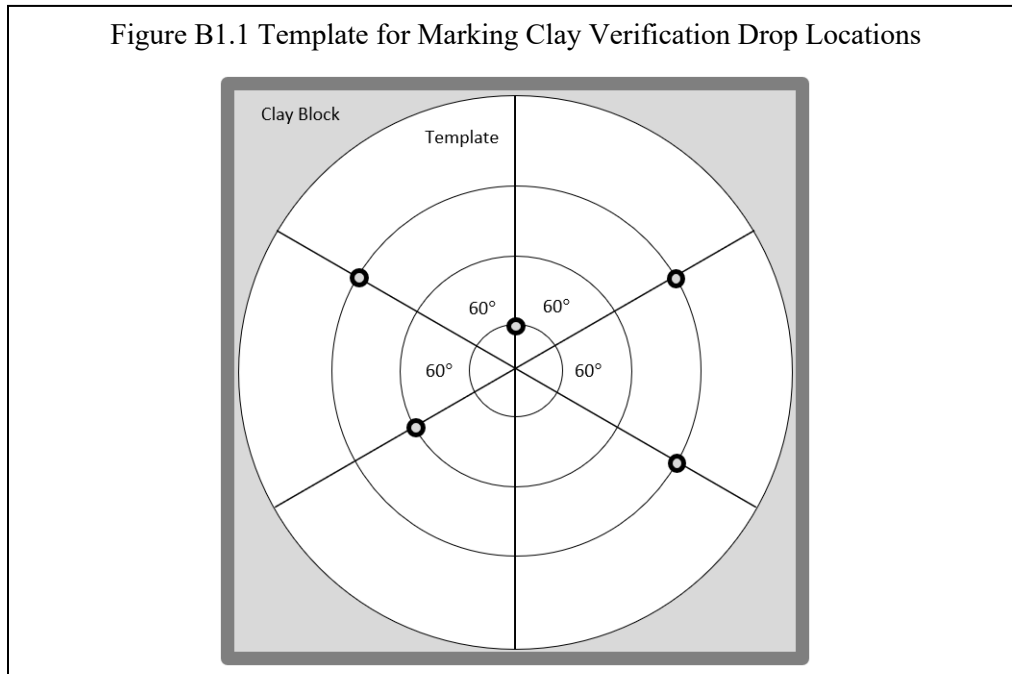 Figure B1.1 Template for Marking Clay Verification Drop Locations
Clay Block
Template
60° 60°
60° 60°